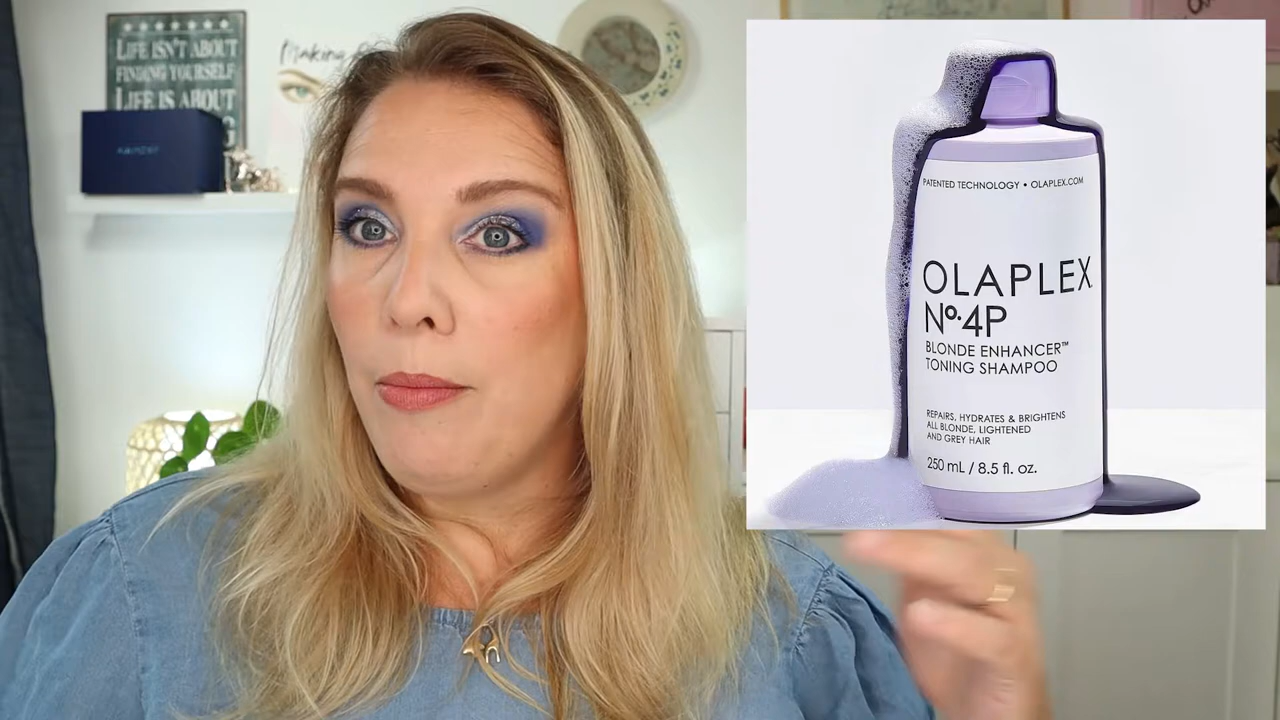 LIFE ISN'T ABOUT
FINDING YOURSELF
LIFE IS ABOUT
Making
PATENTED TECHNOLOGY • OLAPLEX.COM
OLAPLEX
Nº.4P
BLONDE ENHANCER™
TONING SHAMPOO
REPAIRS, HYDRATES & BRIGHTENS
ALL BLONDE, LIGHTENED
AND GREY HAIR
250 mL / 8.5 fl. oz.